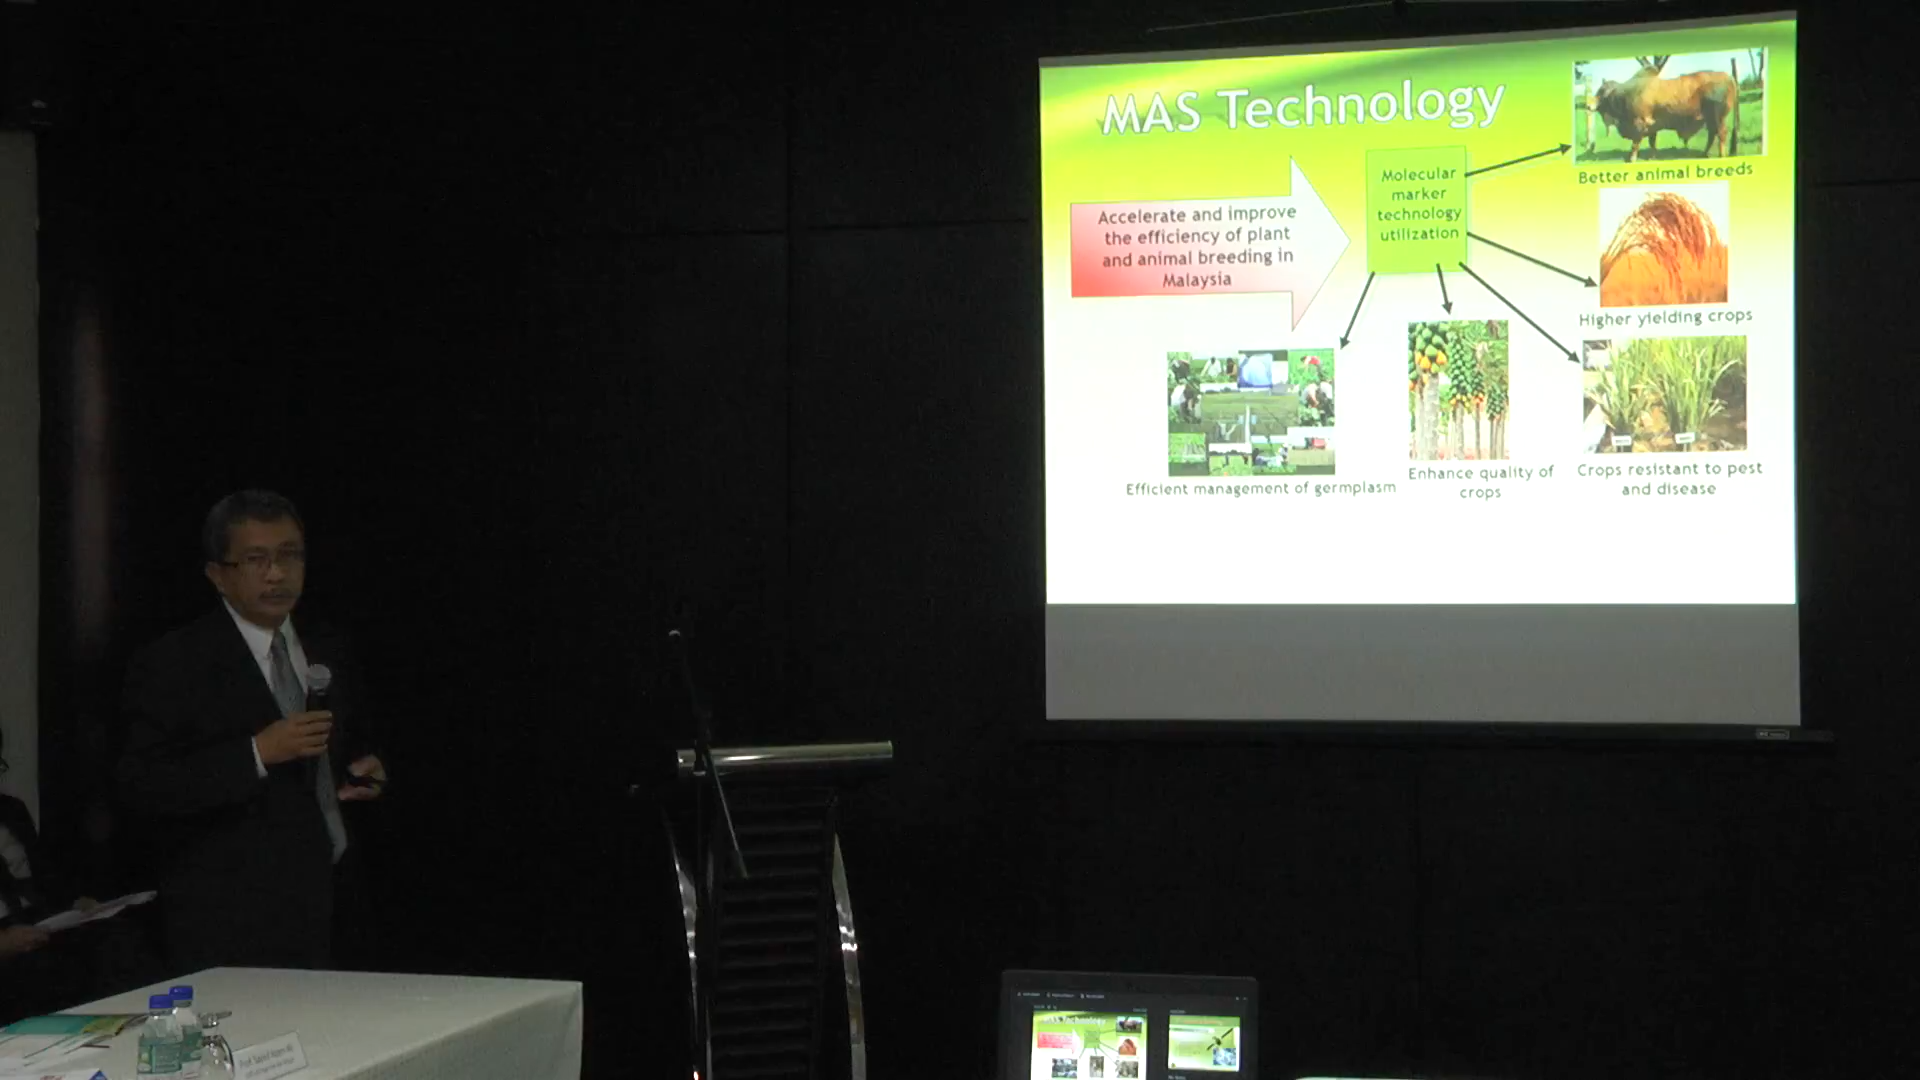 MAS Technology
Accelerate and improve
the efficiency of plant
and animal breeding in
Malaysia
Molecular
marker
technology
utilization
Better animal breeds
Higher yielding crops
Crops resistant to pest
and disease
Enhance quality of
crops
Efficient management of germplasm
MAS Technology